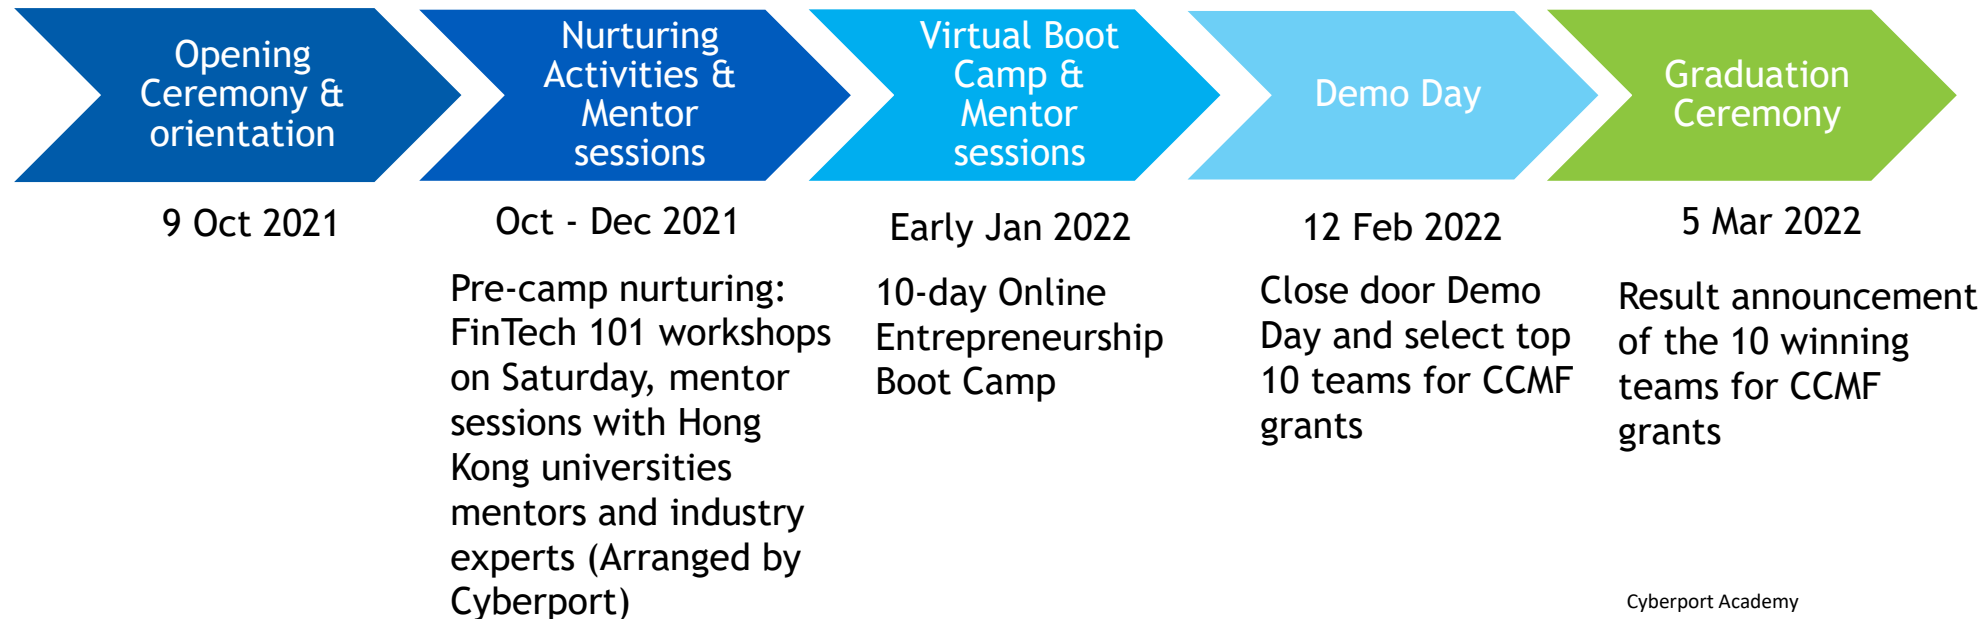 Opening
Ceremony &
orientation
Nurturing
Activities &
Mentor
sessions
Virtual Boot
Camp &
Mentor
sessions
Demo Day
Graduation
Ceremony
9 Oct 2021
Oct - Dec 2021
Early Jan 2022
12 Feb 2022
5 Mar 2022
Pre-camp nurturing:
FinTech 101 workshops
on Saturday, mentor
sessions with Hong
Kong universities
mentors and industry
experts (Arranged by
Cyberport)
10-day Online
Entrepreneurship
Boot Camp
Close door Demo
Day and select top
10 teams for CCMF
grants
Result announcement
of the 10 winning
teams for CCMF
grants
Cyberport Academy